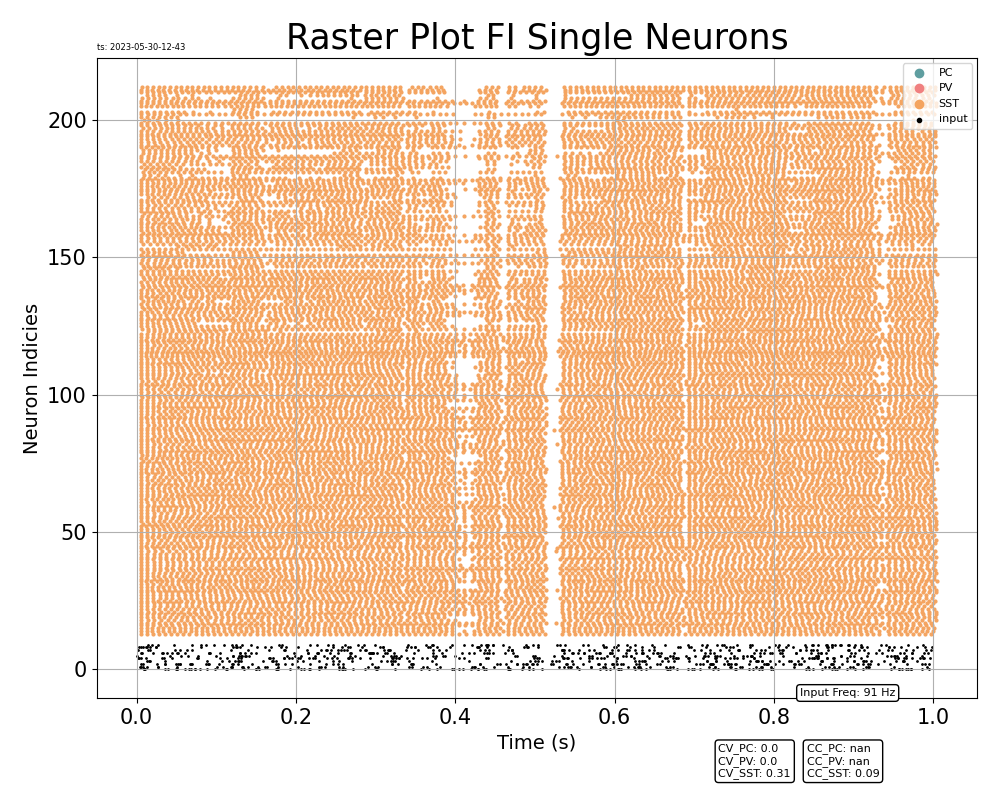 Raster Plot FI Single Neurons
ts: 2023-05-30-12-43
PC
PV
SST
input
200
150
100
50
0
Neuron Indicies
0.0 0.2 0.4 0.6 0.8 1.0
Time (s)
Input Freq: 91 Hz
CV_PC: 0.0
CV_PV: 0.0
CV_SST: 0.31
CC_PC: nan
CC_PV: nan
CC_SST: 0.09